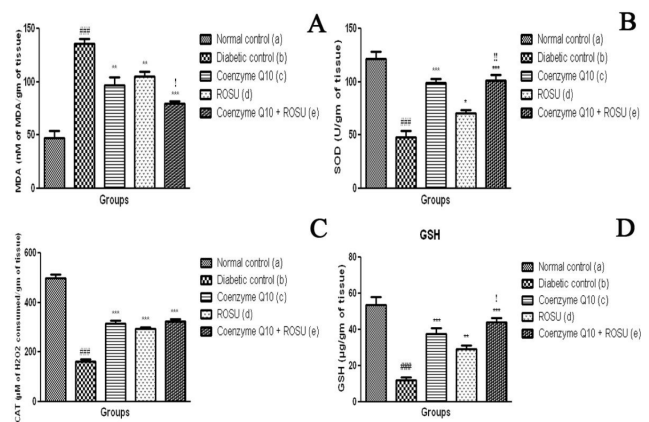 A
MDA (nM of MDA/gm of tissue)
150
100
50
0
###
**
**
!
***
Groups
Normal control (a)
Diabetic control (b)
Coenzyme Q10 (c)
ROSU (d)
Coenzyme Q10 + ROSU (e)
B
SOD (U/gm of tissue)
150
100
50
0
###
***
*
!!
***
Groups
Normal control (a)
Diabetic control (b)
Coenzyme Q10 (c)
ROSU (d)
Coenzyme Q10 + ROSU (e)
C
CAT (µM of H2O2 consumed/gm of tissue)
600
400
200
0
###
***
***
***
Groups
Normal control (a)
Diabetic control (b)
Coenzyme Q10 (c)
ROSU (d)
Coenzyme Q10 + ROSU (e)
D
GSH
GSH (µg/gm of tissue)
80
60
40
20
0
###
***
**
!
***
Groups
Normal control (a)
Diabetic control (b)
Coenzyme Q10 (c)
ROSU (d)
Coenzyme Q10 + ROSU (e)